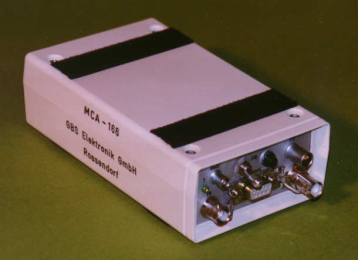 MCA-166
GBS Elektronik GmbH
Rossendorf